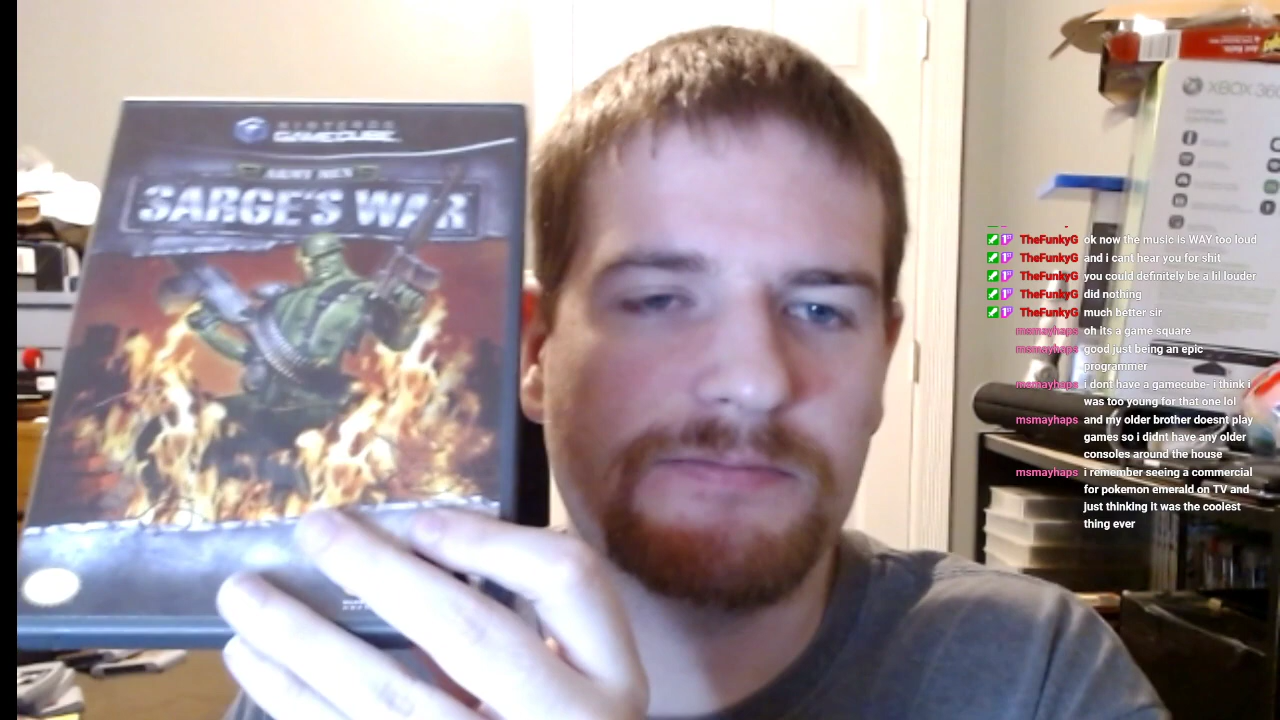 NINTENDO
GAMECUBE
ARMY MEN
SARGE'S WAR
XBOX 360
TheFunkyG ok now the music is WAY too loud
TheFunkyG and i cant hear you for shit
TheFunkyG you could definitely be a lil louder
TheFunkyG did nothing
TheFunkyG much better sir
msmayhaps oh its a game square
msmayhaps good just being an epic
programmer
msmayhaps i dont have a gamecube- i think i
was too young for that one lol
msmayhaps and my older brother doesnt play
games so i didnt have any older
consoles around the house
msmayhaps i remember seeing a commercial
for pokemon emerald on TV and
just thinking it was the coolest
thing ever